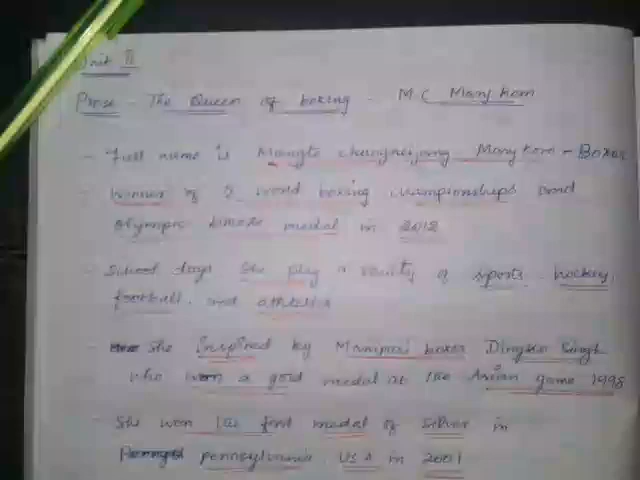 Unit II
Prose - The Queen of boxing - M.C Mary kom
- Full name is Mangte chungneijang Mary kom - Boxer
- Winner of 5 world boxing championships and
olympic bronze medal in 2012
- School days she play a variety of sports - hockey,
football and athletics
- She Inspired by Manipuri boxer Dingko Singh
who won a gold medal at the Asian game 1998
- She won the first medal of Silver in
pennsylvania USA in 2001